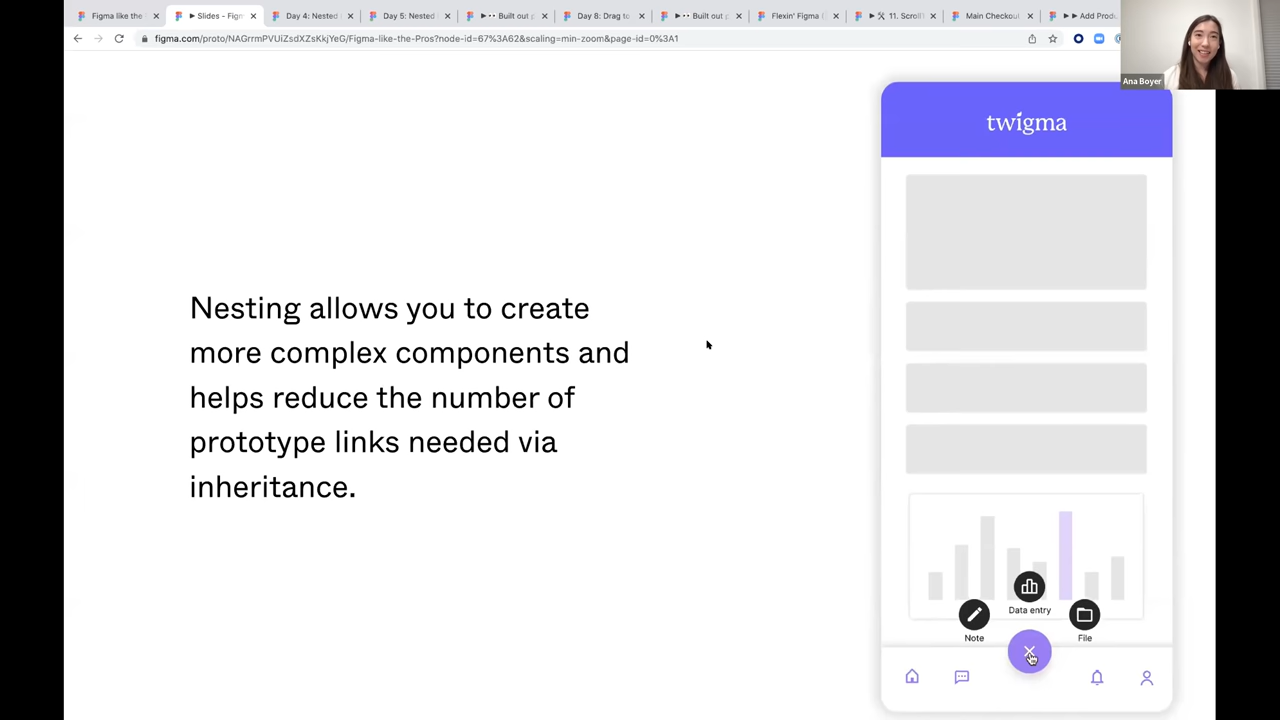 Figma like the
▶ Slides - Figm
Day 4: Nested
Day 5: Nested
Built out p
Day 8: Drag to
Built out p
Flexin' Figma
11. Scroll
Main Checkout
Add Produ
figma.com/proto/NAGrrmPVUiZsdXZsKkjYeG/Figma-like-the-Pros?node-id=67%3A62&scaling=min-zoom&page-id=0%3A1
Ana Boyer
twigma
Nesting allows you to create
more complex components and
helps reduce the number of
prototype links needed via
inheritance.
Data entry
Note
File